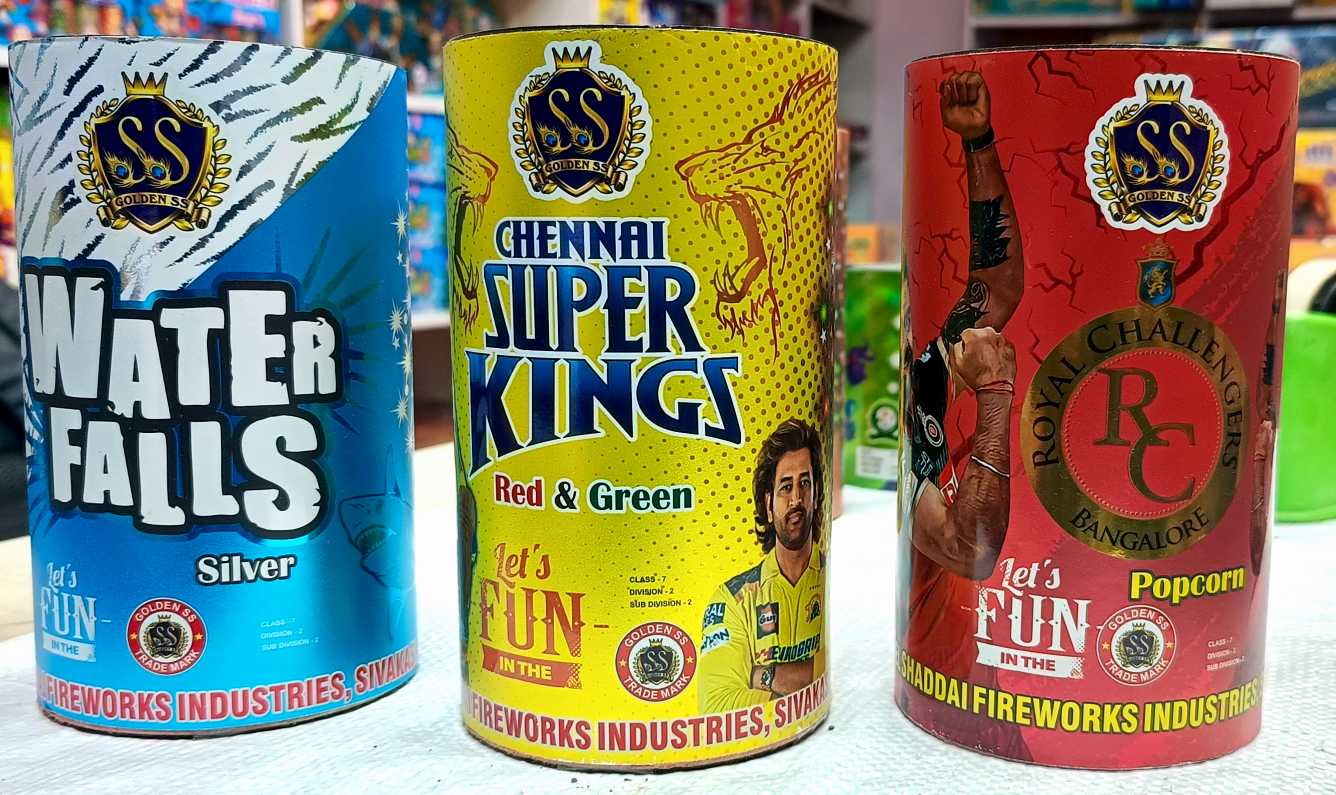 SS
GOLDEN SS
WATER
FALLS
Silver
Let's
FUN
IN THE
GOLDEN SS
TRADE MARK
CLASS - 7
DIVISION - 2
SUB DIVISION - 2
FIREWORKS INDUSTRIES, SIVAKA
SS
GOLDEN SS
CHENNAI
SUPER
KINGS
Red & Green
Let's
FUN
IN THE
CLASS - 7
DIVISION - 2
SUB DIVISION - 2
GOLDEN SS
TRADE MARK
FIREWORKS INDUSTRIES, SIVAKA
SS
GOLDEN SS
ROYAL CHALLENGERS
RC
BANGALORE
Popcorn
Let's
FUN
IN THE
GOLDEN SS
TRADE MARK
CLASS - 7
DIVISION - 2
SUB DIVISION - 2
SHADDAI FIREWORKS INDUSTRIES